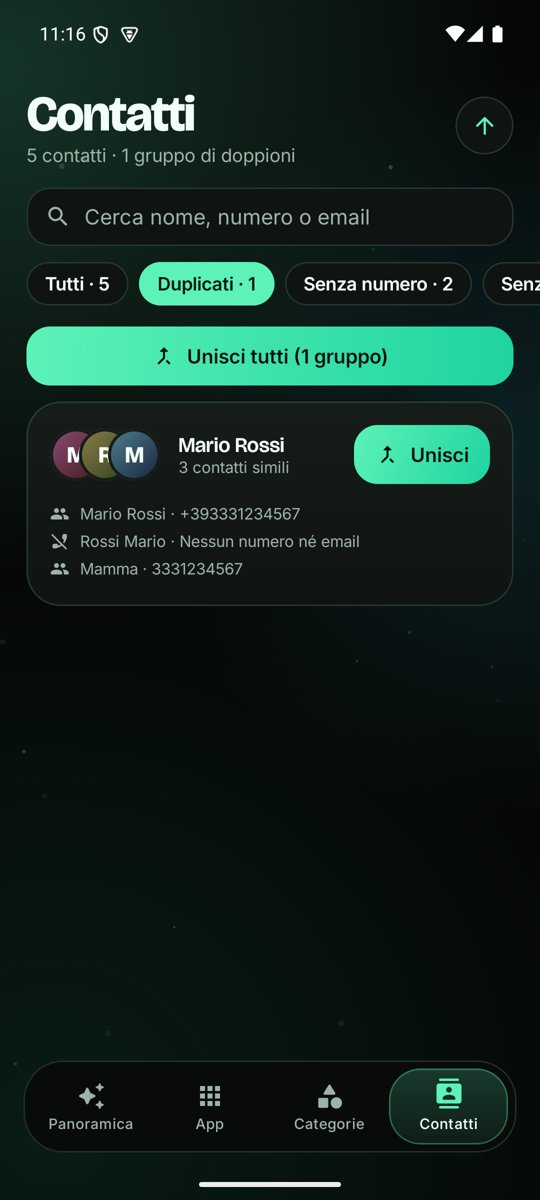 11:16
Contatti
5 contatti · 1 gruppo di doppioni
Cerca nome, numero o email
Tutti · 5
Duplicati · 1
Senza numero · 2
Senz
Unisci tutti (1 gruppo)
M R M
Mario Rossi
3 contatti simili
Unisci
Mario Rossi · +393331234567
Rossi Mario · Nessun numero né email
Mamma · 3331234567
Panoramica
App
Categorie
Contatti